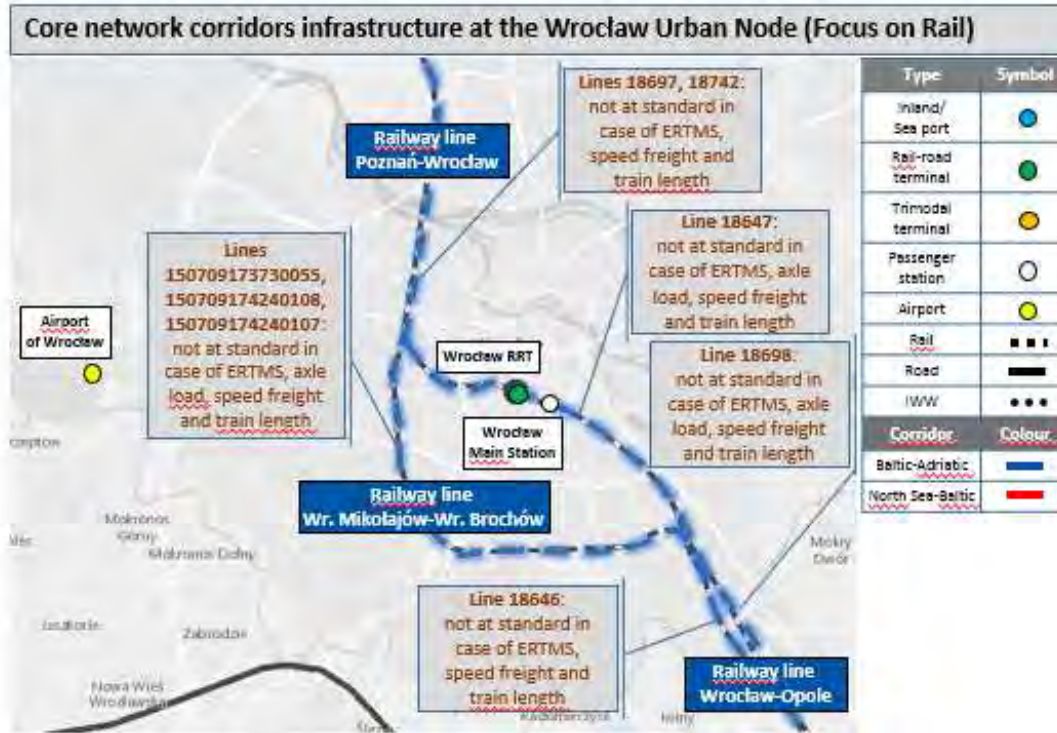 Core network corridors infrastructure at the Wrocław Urban Node (Focus on Rail)
Railway line
Poznań-Wrocław
Lines 18697, 18742:
not at standard in
case of ERTMS,
speed freight and
train length
Lines
150709173730055,
150709174240108,
150709174240107:
not at standard in
case of ERTMS, axle
load, speed freight
and train length
Line 18647:
not at standard in
case of ERTMS, axle
load, speed freight
and train length
Airport
of Wrocław
Wrocław RRT
Wrocław
Main Station
Line 18698:
not at standard in
case of ERTMS, axle
load, speed freight
and train length
Railway line
Wr. Mikołajów-Wr. Brochów
Mokronos
Górny
Mokronos Dolny
Mokry
Dwór
Line 18646:
not at standard in
case of ERTMS,
speed freight and
train length
Zabrodzie
Nowa Wieś
Wrocławska
Railway line
Wrocław-Opole
Type Symbol
Inland/
Sea port
Rail-road
terminal
Trimodal
terminal
Passenger
station
Airport
Rail
Road
IWW
Corridor Colour
Baltic-Adriatic
North Sea-Baltic